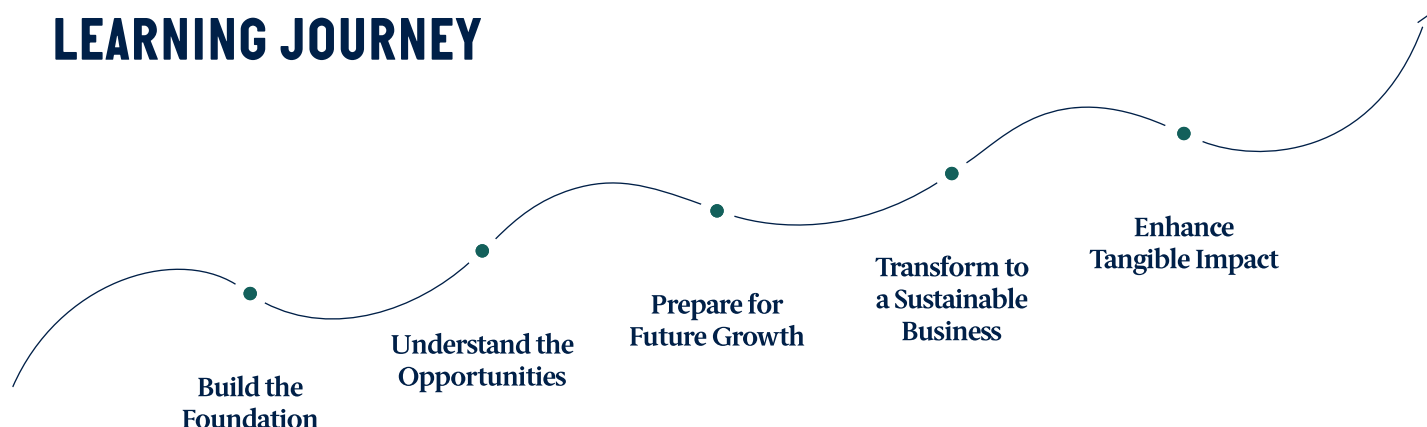 LEARNING JOURNEY
Build the
Foundation
Understand the
Opportunities
Prepare for
Future Growth
Transform to
a Sustainable
Business
Enhance
Tangible Impact